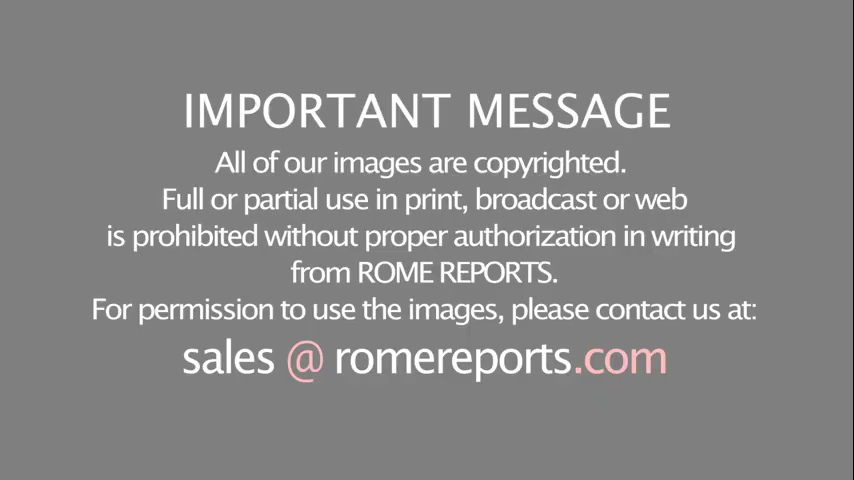 IMPORTANT MESSAGE
All of our images are copyrighted.
Full or partial use in print, broadcast or web
is prohibited without proper authorization in writing
from ROME REPORTS.
For permission to use the images, please contact us at:
sales @ romereports.com